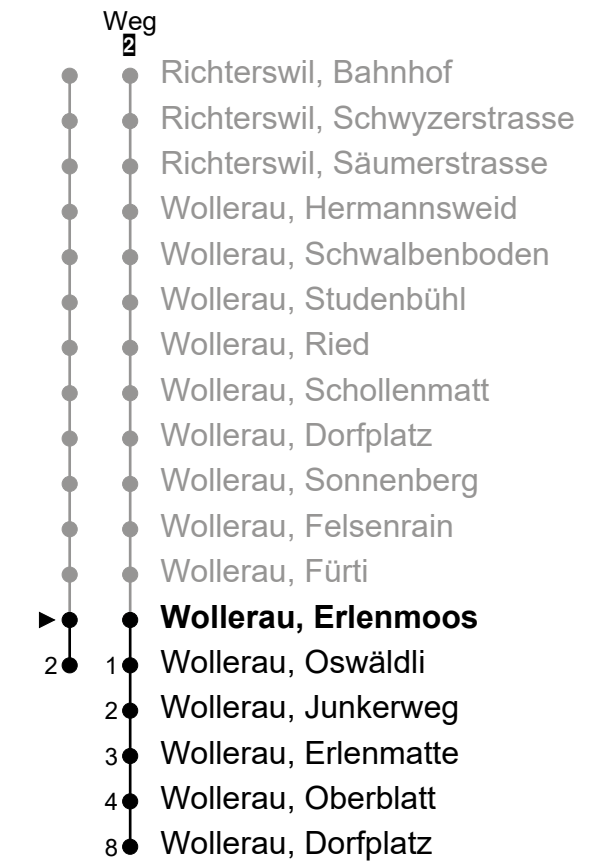 Weg
2
Richterswil, Bahnhof
Richterswil, Schwyzerstrasse
Richterswil, Säumerstrasse
Wollerau, Hermannsweid
Wollerau, Schwalbenboden
Wollerau, Studenbühl
Wollerau, Ried
Wollerau, Schollenmatt
Wollerau, Dorfplatz
Wollerau, Sonnenberg
Wollerau, Felsenrain
Wollerau, Fürti
Wollerau, Erlenmoos
2 1 Wollerau, Oswäldli
2 Wollerau, Junkerweg
3 Wollerau, Erlenmatte
4 Wollerau, Oberblatt
8 Wollerau, Dorfplatz